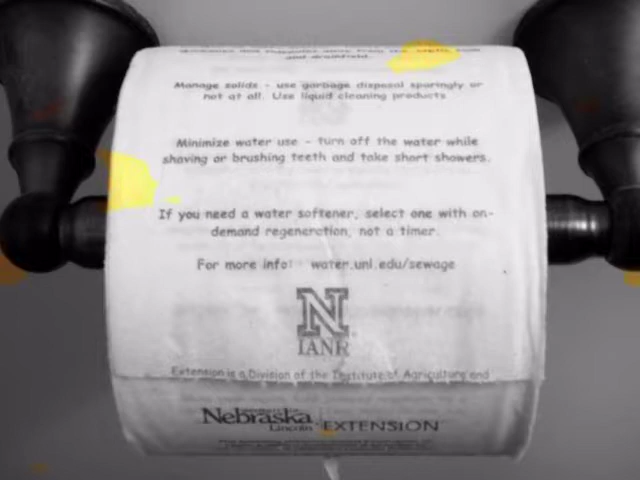 and drainfield.
Manage solids - use garbage disposal sparingly or
not at all. Use liquid cleaning products
Minimize water use - turn off the water while
shaving or brushing teeth and take short showers.
If you need a water softener, select one with on-
demand regeneration, not a timer.
For more info: water.unl.edu/sewage
N
IANR
Extension is a Division of the Institute of Agriculture and
Nebraska
Lincoln EXTENSION